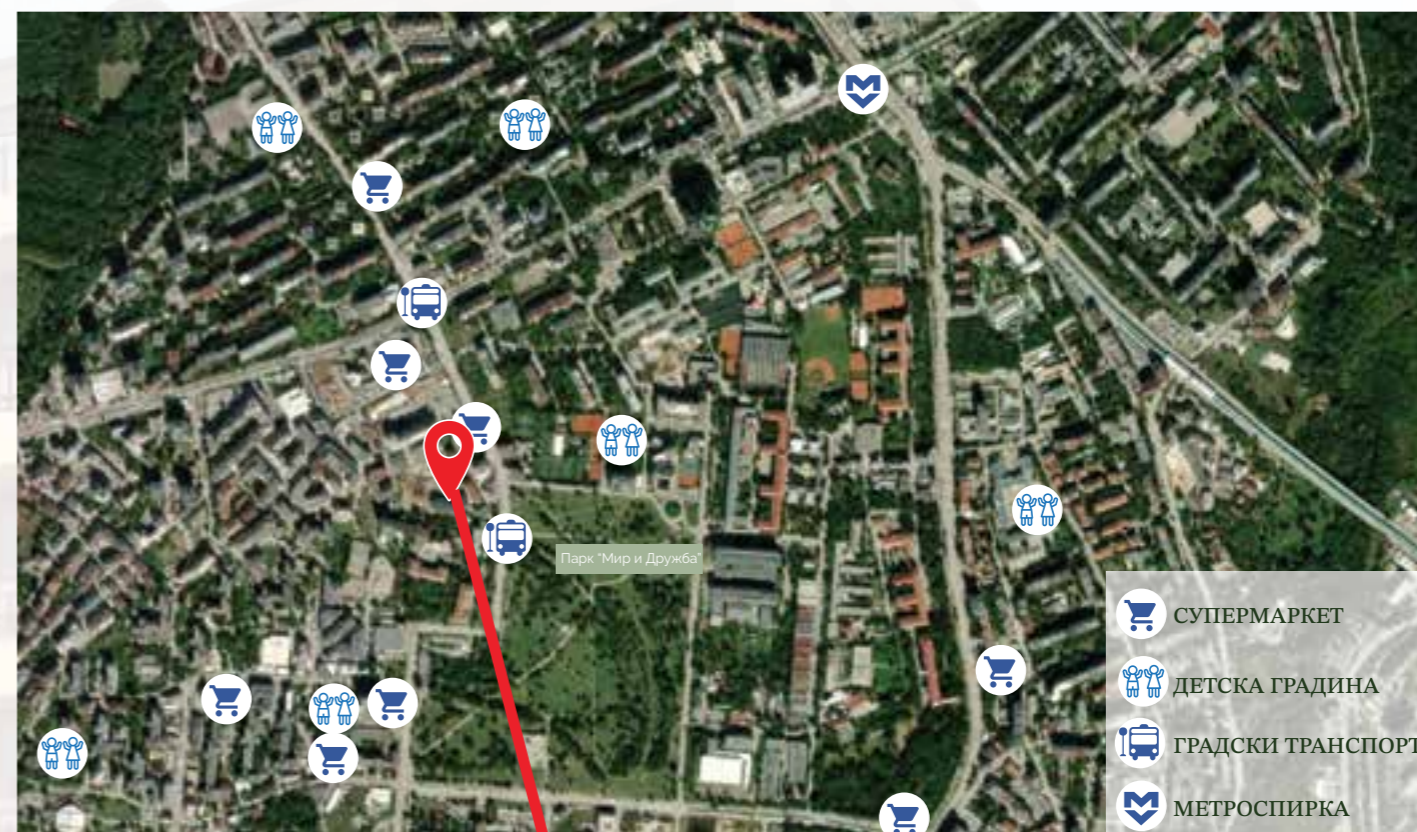 Парк "Мир и Дружба"
СУПЕРМАРКЕТ
ДЕТСКА ГРАДИНА
ГРАДСКИ ТРАНСПОРТ
МЕТРОСПИРКА